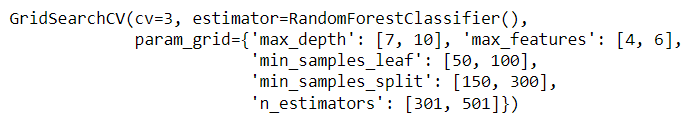 GridSearchCV(cv=3, estimator=RandomForestClassifier(),
             param_grid={'max_depth': [7, 10], 'max_features': [4, 6],
                         'min_samples_leaf': [50, 100],
                         'min_samples_split': [150, 300],
                         'n_estimators': [301, 501]})